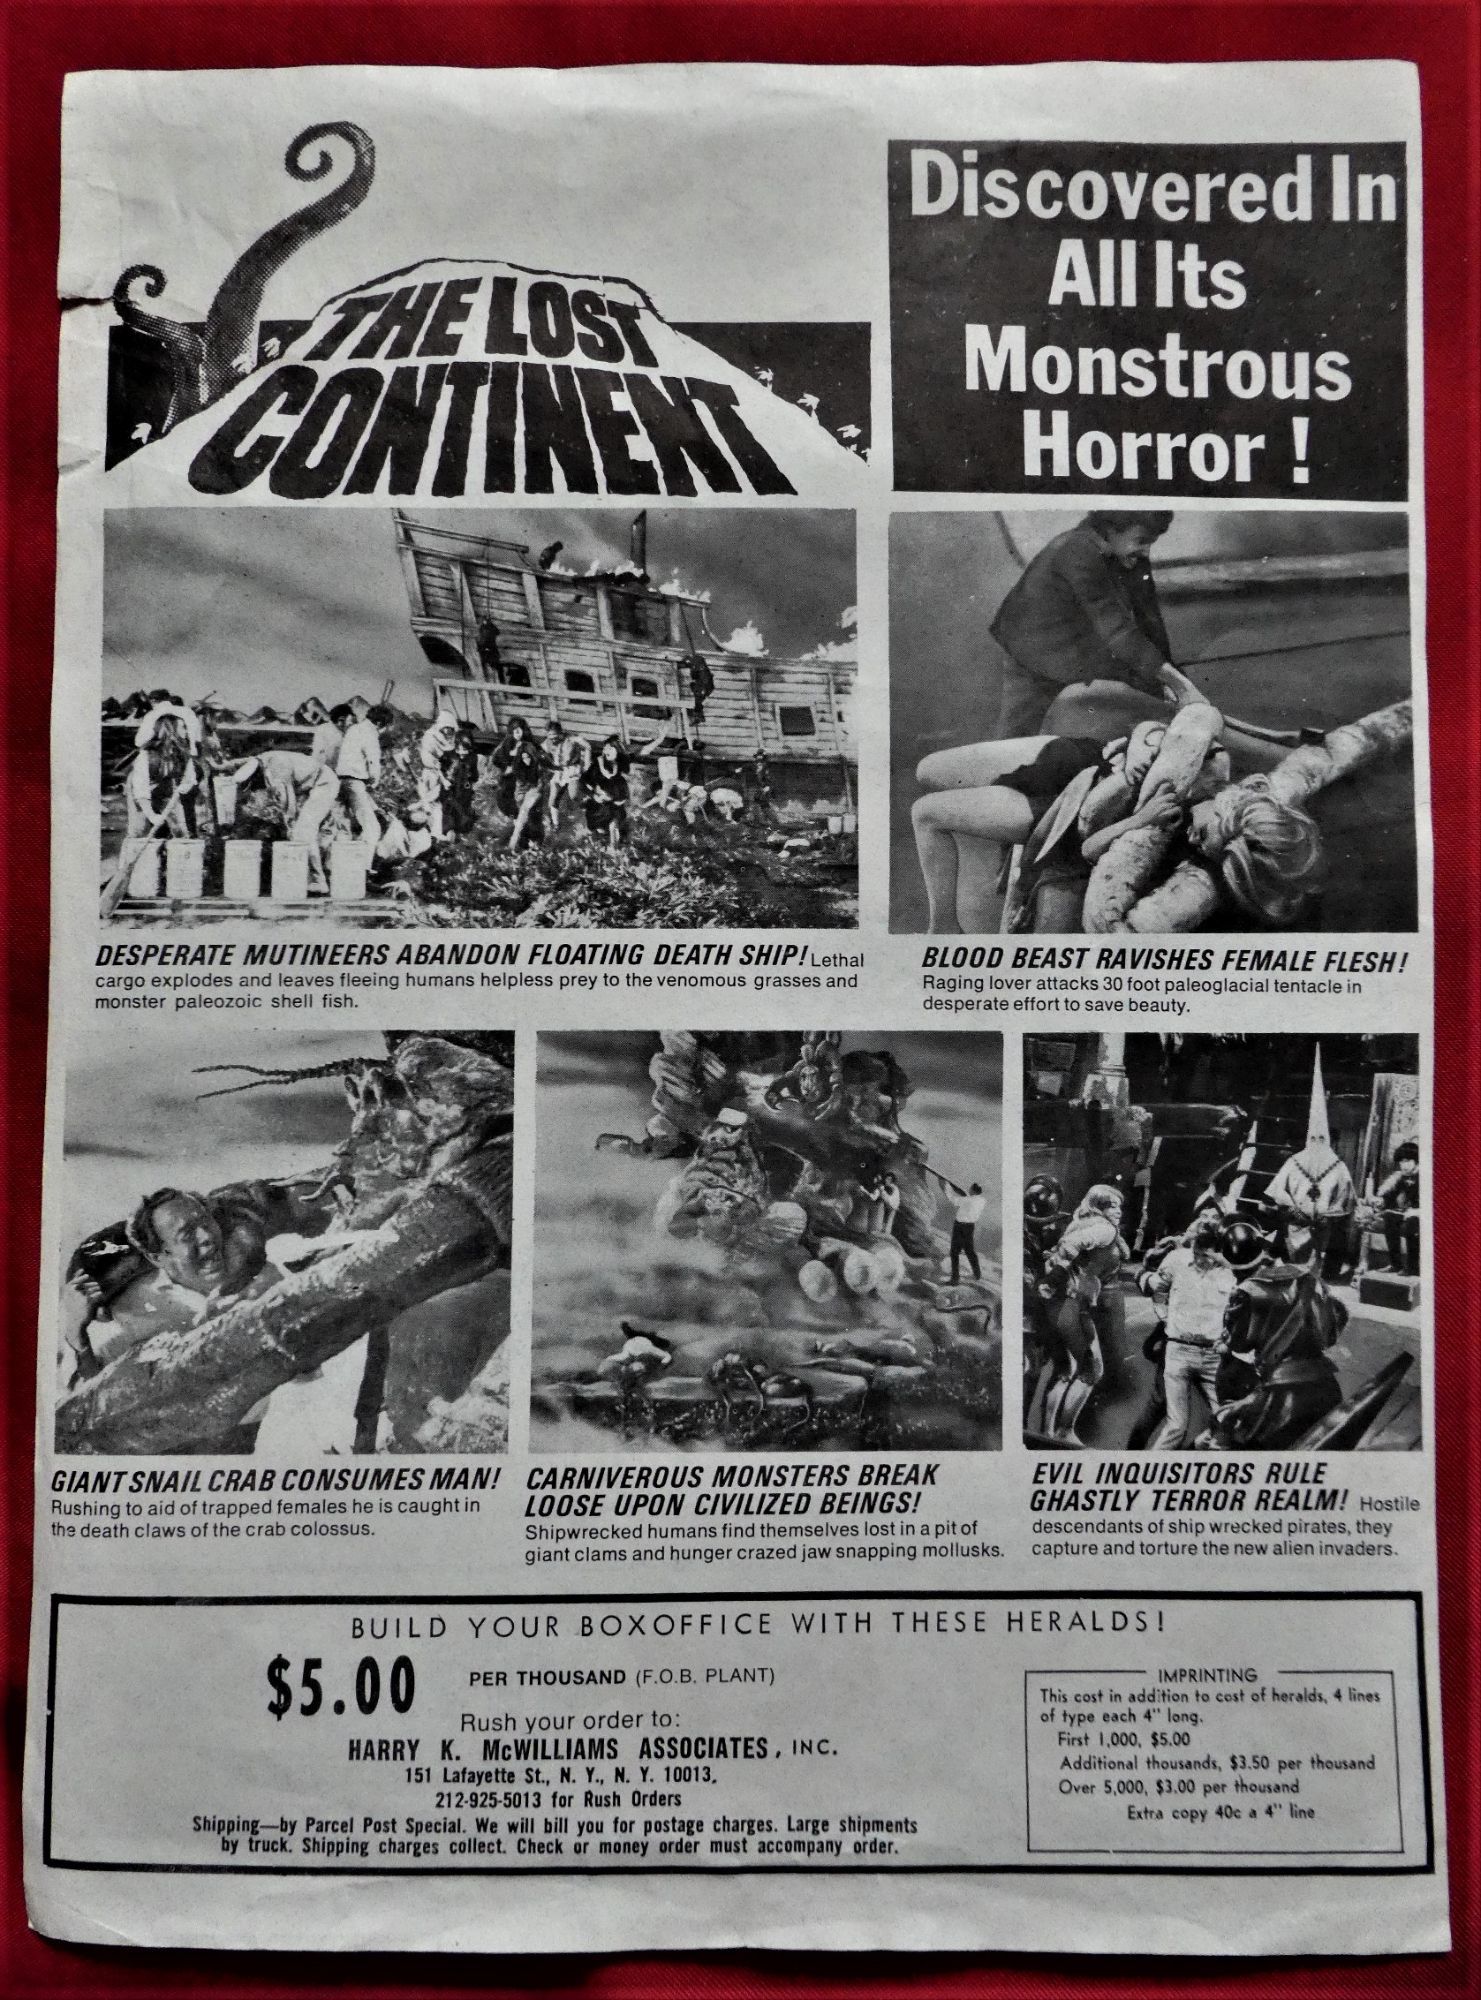 THE LOST
CONTINENT
Discovered In
All Its
Monstrous
Horror !
DESPERATE MUTINEERS ABANDON FLOATING DEATH SHIP! Lethal
cargo explodes and leaves fleeing humans helpless prey to the venomous grasses and
monster paleozoic shell fish.
BLOOD BEAST RAVISHES FEMALE FLESH!
Raging lover attacks 30 foot paleoglacial tentacle in
desperate effort to save beauty.
GIANT SNAIL CRAB CONSUMES MAN!
Rushing to aid of trapped females he is caught in
the death claws of the crab colossus.
CARNIVEROUS MONSTERS BREAK
LOOSE UPON CIVILIZED BEINGS!
Shipwrecked humans find themselves lost in a pit of
giant clams and hunger crazed jaw snapping mollusks.
EVIL INQUISITORS RULE
GHASTLY TERROR REALM! Hostile
descendants of ship wrecked pirates, they
capture and torture the new alien invaders.
BUILD YOUR BOXOFFICE WITH THESE HERALDS!
$5.00 PER THOUSAND (F.O.B. PLANT)
Rush your order to:
HARRY K. McWILLIAMS ASSOCIATES, INC.
151 Lafayette St., N. Y., N. Y. 10013.
212-925-5013 for Rush Orders
Shipping—by Parcel Post Special. We will bill you for postage charges. Large shipments
by truck. Shipping charges collect. Check or money order must accompany order.
IMPRINTING
This cost in addition to cost of heralds, 4 lines
of type each 4" long.
First 1,000, $5.00
Additional thousands, $3.50 per thousand
Over 5,000, $3.00 per thousand
Extra copy 40c a 4" line